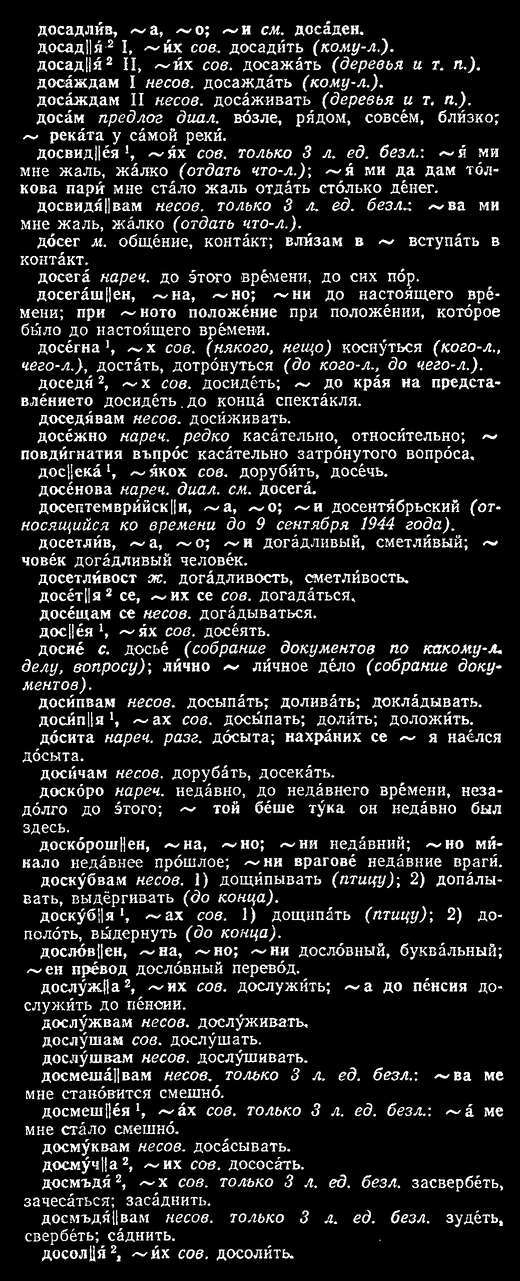 досадли́в, ~а, ~о; ~и см. доса́ден.
досад||я́² I, ~и́х сов. досади́ть (кому-л.).
досад||я́² II, ~и́х сов. досажа́ть (деревья и т. п.).
доса́ждам I несов. досажда́ть (кому-л.).
доса́ждам II несов. доса́живать (деревья и т. п.).
доса́м предлог диал. во́зле, ря́дом, совсе́м, бли́зко;
~ река́та у са́мой реки́.
досвид||е́я¹, ~я́х сов. только 3 л. ед. безл.: ~я́ ми
мне жаль, жа́лко (отдать что-л.); ~я́ ми да дам то́л-
кова пари́ мне ста́ло жаль отда́ть сто́лько де́нег.
досвидя́||вам несов. только 3 л. ед. безл.: ~ва ми
мне жаль, жа́лко (отдать что-л.).
до́сег м. обще́ние, конта́кт; вли́зам в ~ вступа́ть в
конта́кт.
досега́ нареч. до э́того вре́мени, до сих по́р.
досега́ш||ен, ~на, ~но; ~ни до настоя́щего вре́-
мени; при ~ното положе́ние при положе́нии, кото́рое
бы́ло до настоя́щего вре́мени.
досе́гна¹, ~х сов. (някого, нещо) косну́ться (кого-л.,
чего-л.), доста́ть, дотро́нуться (до кого-л., до чего-л.).
доседя́², ~х сов. досиде́ть; ~ до кра́я на предста-
вле́нието досиде́ть до конца́ спекта́кля.
досе́дявам несов. доси́живать.
досе́жно нареч. редко каса́тельно, относи́тельно; ~
повди́гнатия въпро́с каса́тельно затро́нутого вопро́са.
дос||ека́¹, ~я́кох сов. доруби́ть, досе́чь.
досе́нова нареч. диал. см. досега́.
досептември́йск||и, ~а, ~о; ~и досентя́брьский (от-
носящийся ко времени до 9 сентября 1944 года).
досетли́в, ~а, ~о; ~и дога́дливый, смётли́вый; ~
чове́к дога́дливый челове́к.
досетли́вост ж. дога́дливость, сметли́вость.
досе́т||я² се, ~их се сов. догада́ться.
досе́щам се несов. дога́дываться.
дос||е́я¹, ~я́х сов. досе́ять.
досие́ с. досье́ (собрание документов по какому-л.
делу, вопросу); ли́чно ~ ли́чное де́ло (собрание доку-
ментов).
доси́пвам несов. досыпа́ть; долива́ть; докла́дывать.
доси́п||я¹, ~ах сов. досы́пать; доли́ть; доложи́ть.
до́сита нареч. разг. до́сыта; нахра́них се ~ я нае́лся
до́сыта.
доси́чам несов. доруба́ть, досека́ть.
доско́ро нареч. неда́вно, до неда́внего вре́мени, неза-
до́лго до э́того; ~ той бе́ше ту́ка он неда́вно был
здесь.
доско́рош||ен, ~на, ~но; ~ни неда́вний; ~но ми́-
нало неда́внее про́шлое; ~ни врагове́ неда́вние враги́.
доску́бвам несов. 1) дощи́пывать (птицу); 2) допа́лы-
вать, выдёргивать (до конца).
доску́б||я¹, ~ах сов. 1) дощипа́ть (птицу); 2) до-
поло́ть, вы́дернуть (до конца).
досло́в||ен, ~на, ~но; ~ни досло́вный, буква́льный;
~ен пре́вод досло́вный перево́д.
дослу́ж||а², ~их сов. дослужи́ть; ~а до пе́нсия до-
служи́ть до пе́нсии.
дослу́жвам несов. дослу́живать.
дослу́шам сов. дослу́шать.
дослу́швам несов. дослу́шивать.
досмеша́||вам несов. только 3 л. ед. безл.: ~ва ме
мне стано́вится смешно́.
досмеш||е́я¹, ~а́х сов. только 3 л. ед. безл.: ~а́ ме
мне ста́ло смешно́.
досму́квам несов. доса́сывать.
досму́ч||а², ~их сов. дососа́ть.
досмъдя́², ~х сов. только 3 л. ед. безл. засвербе́ть,
зачеса́ться; заса́днить.
досмъдя́||вам несов. только 3 л. ед. безл. зуде́ть,
свербе́ть; са́днить.
досол||я́², ~и́х сов. досоли́ть.